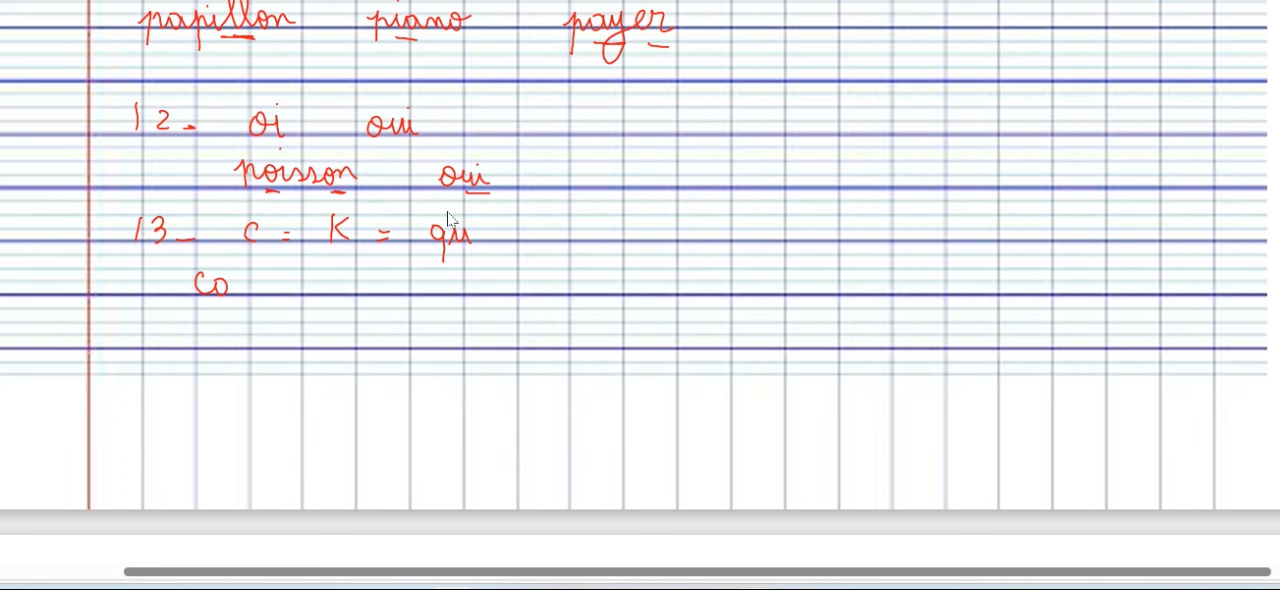 papillon piano payer
12- oi oui
poisson oui
13- c = K = qu
co